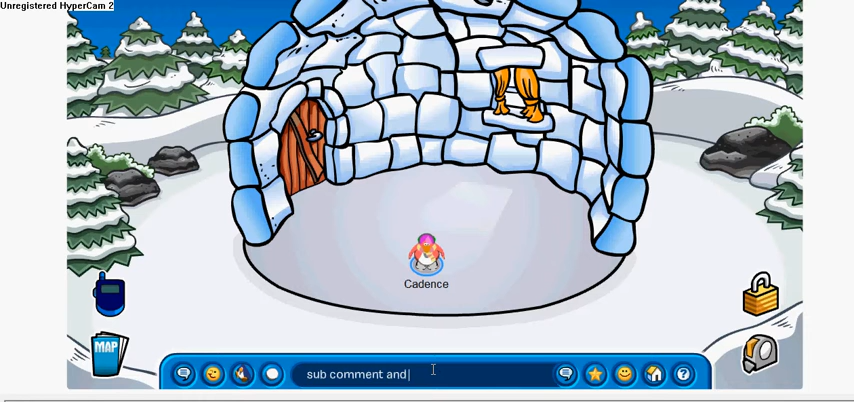 Unregistered HyperCam 2
Cadence
MAP
sub comment and
?